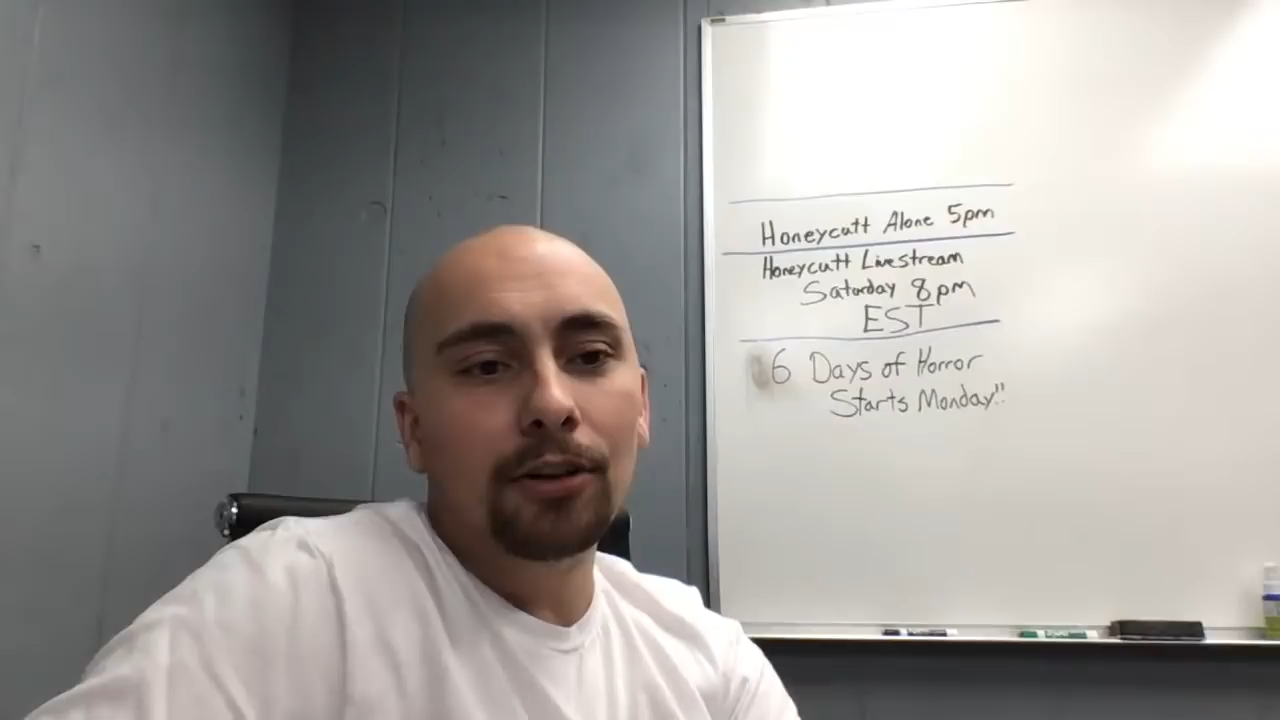 Honeycutt Alone 5pm
Honeycutt Livestream
Saturday 8pm
EST
6 Days of Horror
Starts Monday!!